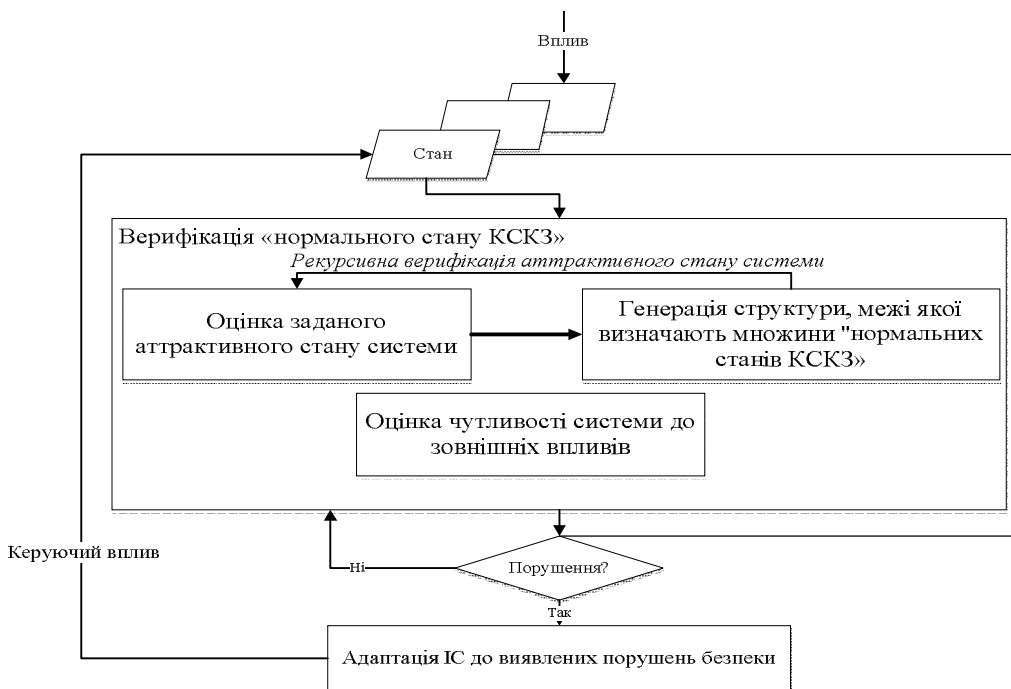 Вплив
Стан
Верифікація «нормального стану КСКЗ»
Рекурсивна верифікація аттрактивного стану системи
Оцінка заданого
аттрактивного стану системи
Генерація структури, межі якої
визначають множини "нормальних
станів КСКЗ»
Оцінка чутливості системи до
зовнішніх впливів
Керуючий вплив
Ні
Порушення?
Так
Адаптація ІС до виявлених порушень безпеки